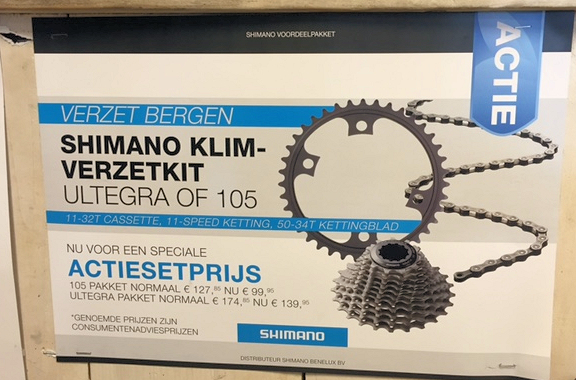 SHIMANO VOORDEELPAKKET
ACTIE
VERZET BERGEN
SHIMANO KLIM-
VERZETKIT
ULTEGRA OF 105
11-32T CASSETTE, 11-SPEED KETTING, 50-34T KETTINGBLAD
NU VOOR EEN SPECIALE
ACTIESETPRIJS
105 PAKKET NORMAAL € 127,85 NU € 99,95
ULTEGRA PAKKET NORMAAL € 174,85 NU € 139,95
*GENOEMDE PRIJZEN ZIJN
CONSUMENTENADVIESPRIJZEN
SHIMANO
DISTRIBUTEUR SHIMANO BENELUX BV